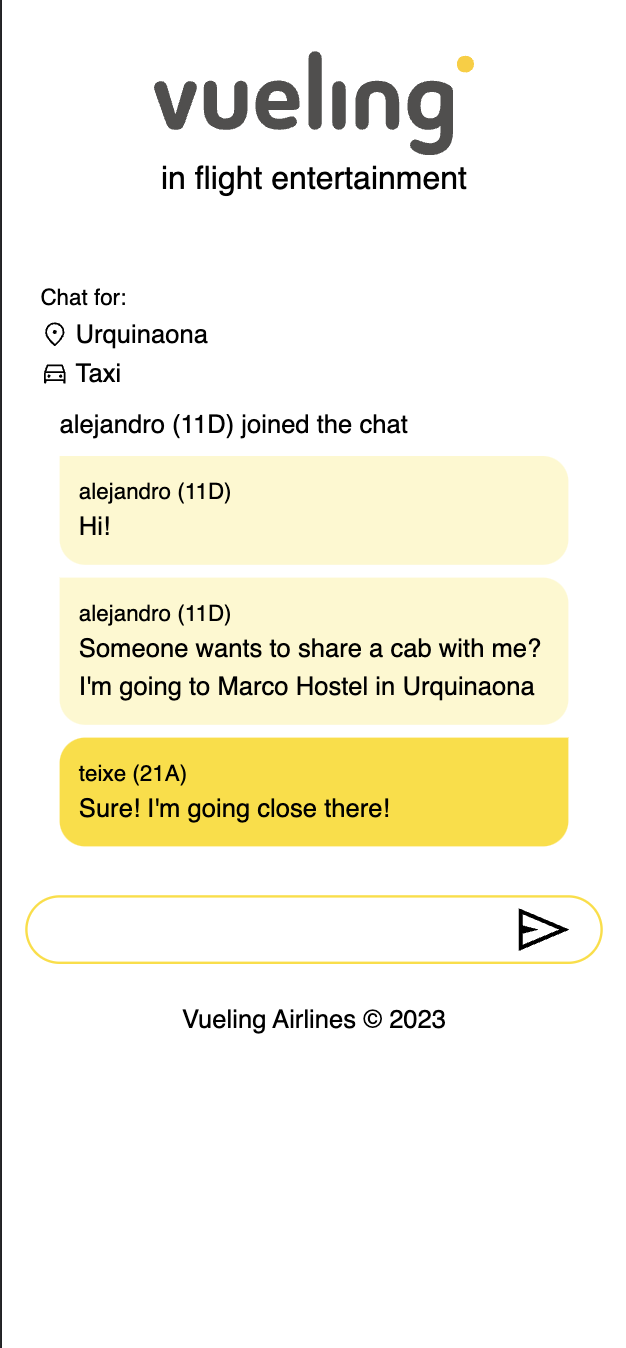 vueling
in flight entertainment
Chat for:
Urquinaona
Taxi
alejandro (11D) joined the chat
alejandro (11D)
Hi!
alejandro (11D)
Someone wants to share a cab with me?
I'm going to Marco Hostel in Urquinaona
teixe (21A)
Sure! I'm going close there!
Vueling Airlines © 2023